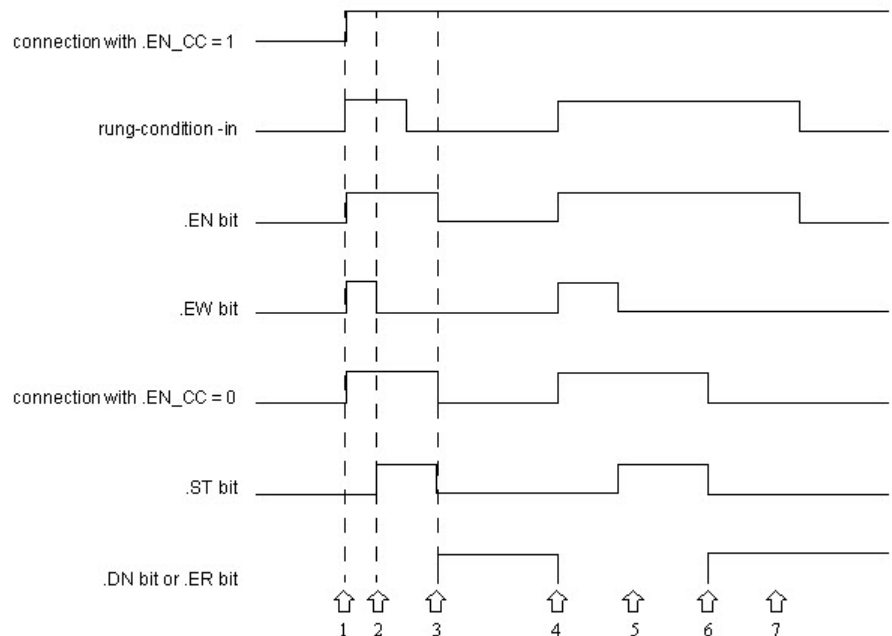 connection with .EN_CC = 1
rung-condition -in
.EN bit
.EW bit
connection with .EN_CC = 0
.ST bit
.DN bit or .ER bit
1 2 3 4 5 6 7